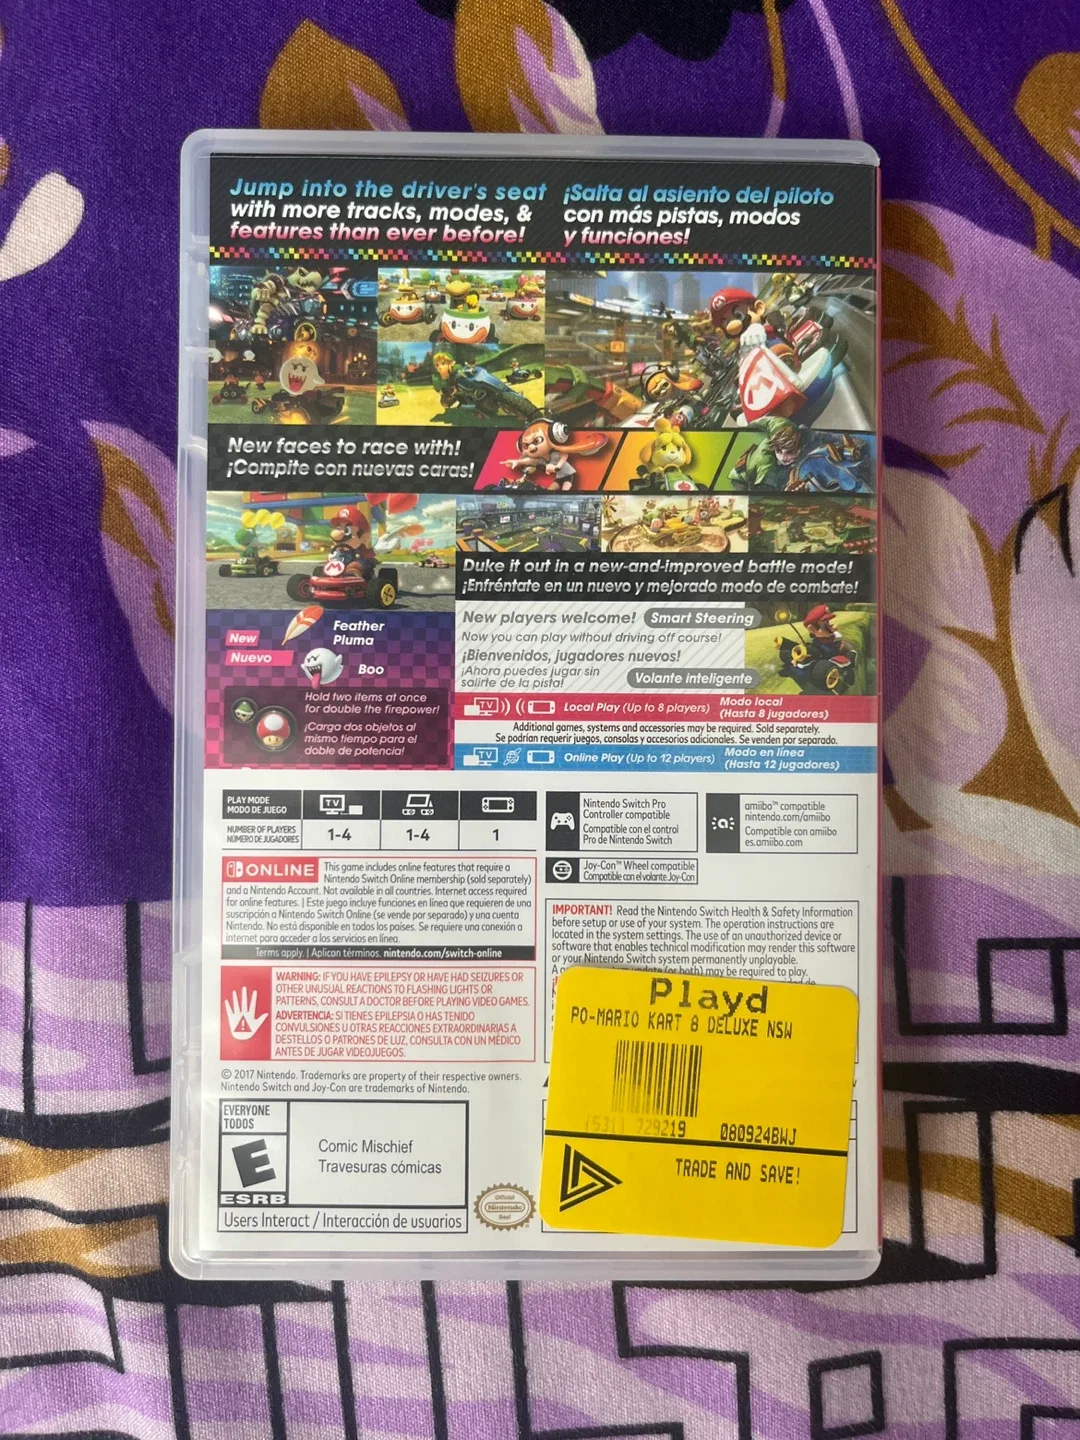 Jump into the driver's seat
with more tracks, modes, &
features than ever before!
¡Salta al asiento del piloto
con más pistas, modos
y funciones!
New faces to race with!
¡Compite con nuevas caras!
Duke it out in a new-and-improved battle mode!
¡Enfréntate en un nuevo y mejorado modo de combate!
New
Nuevo
Feather
Pluma
Boo
Hold two items at once
for double the firepower!
¡Carga dos objetos al
mismo tiempo para el
doble de potencia!
New players welcome! Smart Steering
Now you can play without driving off course!
¡Bienvenidos, jugadores nuevos!
¡Ahora puedes jugar sin
salirte de la pista!
Volante inteligente
TV Local Play (Up to 8 players)
Modo local
(Hasta 8 jugadores)
Additional games, systems and accessories may be required. Sold separately.
Se podrían requerir juegos, consolas y accesorios adicionales. Se venden por separado.
TV Online Play (Up to 12 players)
Modo en línea
(Hasta 12 jugadores)
PLAY MODE
MODO DE JUEGO
TV
NUMBER OF PLAYERS
NÚMERO DE JUGADORES
1-4
1-4
1
Nintendo Switch Pro
Controller compatible
Compatible con el control
Pro de Nintendo Switch
amiibo™ compatible
nintendo.com/amiibo
Compatible con amiibo
es.amiibo.com
Joy-Con™ Wheel compatible
Compatible con el volante Joy-Con
ONLINE This game includes online features that require a
Nintendo Switch Online membership (sold separately)
and a Nintendo Account. Not available in all countries. Internet access required
for online features. | Este juego incluye funciones en línea que requieren de una
suscripción a Nintendo Switch Online (se vende por separado) y una cuenta
Nintendo. No está disponible en todos los países. Se requiere una conexión a
internet para acceder a los servicios en línea.
Terms apply. | Aplican términos. nintendo.com/switch-online
WARNING: IF YOU HAVE EPILEPSY OR HAVE HAD SEIZURES OR
OTHER UNUSUAL REACTIONS TO FLASHING LIGHTS OR
PATTERNS, CONSULT A DOCTOR BEFORE PLAYING VIDEO GAMES.
ADVERTENCIA: SI TIENES EPILEPSIA O HAS TENIDO
CONVULSIONES U OTRAS REACCIONES EXTRAORDINARIAS A
DESTELLOS O PATRONES DE LUZ, CONSULTA CON UN MÉDICO
ANTES DE JUGAR VIDEOJUEGOS.
IMPORTANT! Read the Nintendo Switch Health & Safety Information
before setup or use of your system. The operation instructions are
located in the system settings. The use of an unauthorized device or
software that enables technical modification may render this software
or your Nintendo Switch system permanently unplayable.
update (or both) may be required to play.
© 2017 Nintendo. Trademarks are property of their respective owners.
Nintendo Switch and Joy-Con are trademarks of Nintendo.
EVERYONE
TODOS
E
ESRB
Comic Mischief
Travesuras cómicas
Users Interact / Interacción de usuarios
Official
Nintendo
Seal
Playd
PO-MARIO KART 8 DELUXE NSW
(531) 729219
080924BWJ
TRADE AND SAVE!